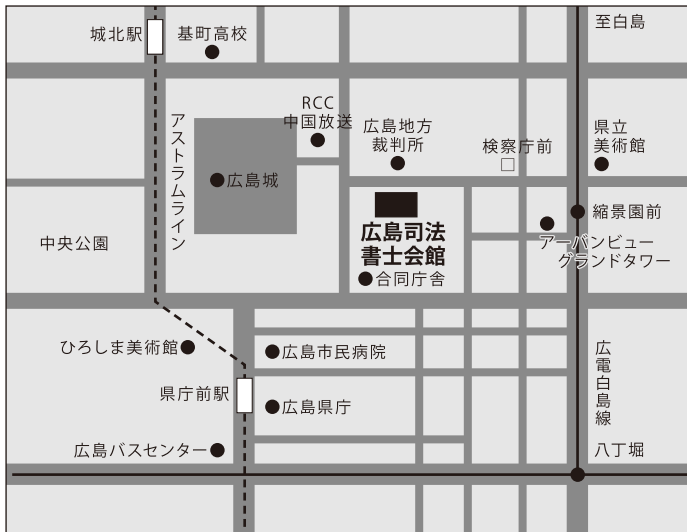 至白島
城北駅
基町高校
RCC
中国放送
アストラムライン
広島地方
裁判所
検察庁前
県立
美術館
広島城
縮景園前
中央公園
広島司法
書士会館
アーバンビュー
グランドタワー
合同庁舎
ひろしま美術館
広島市民病院
広電白島線
県庁前駅
広島県庁
広島バスセンター
八丁堀